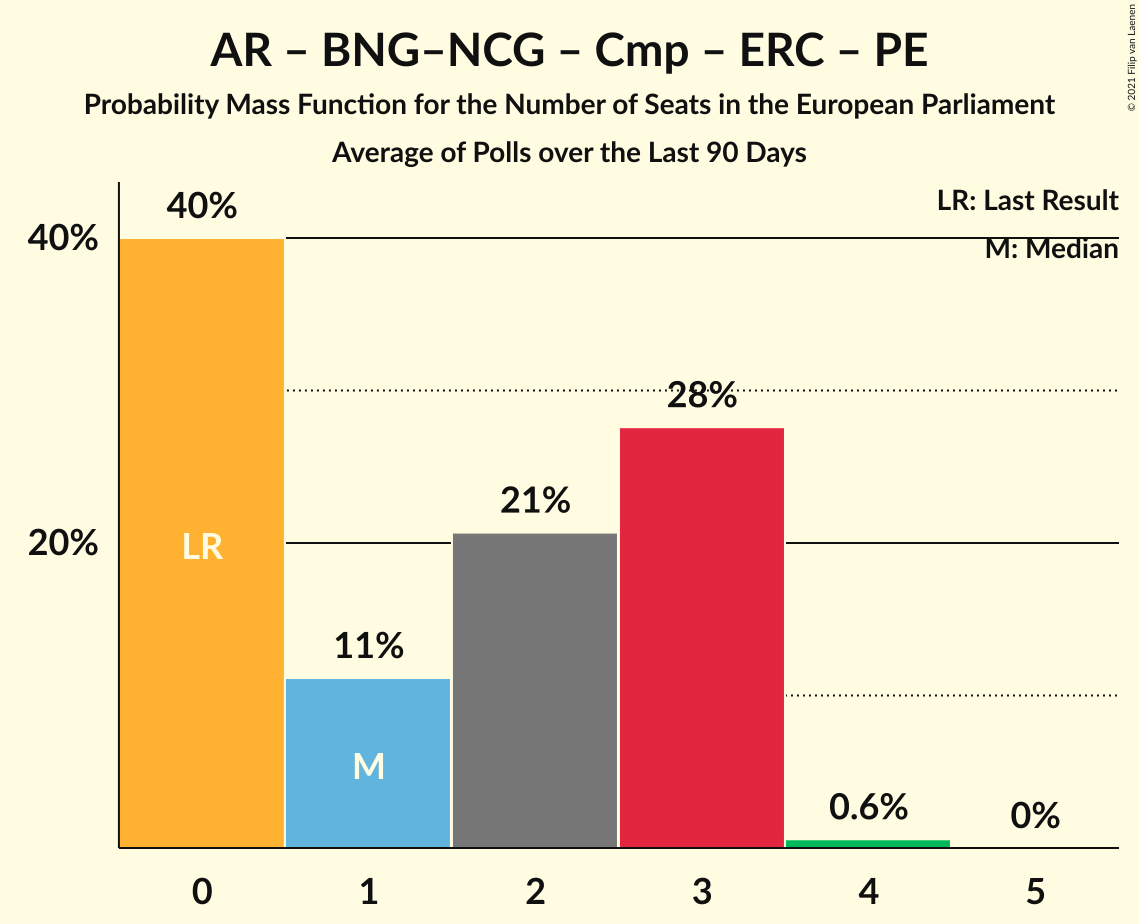 AR – BNG–NCG – Cmp – ERC – PE
Probability Mass Function for the Number of Seats in the European Parliament
Average of Polls over the Last 90 Days
© 2021 Filip van Laenen
LR: Last Result
M: Median
40%
20%
40%
11%
21%
28%
0.6%
0%
LR
M
0 1 2 3 4 5